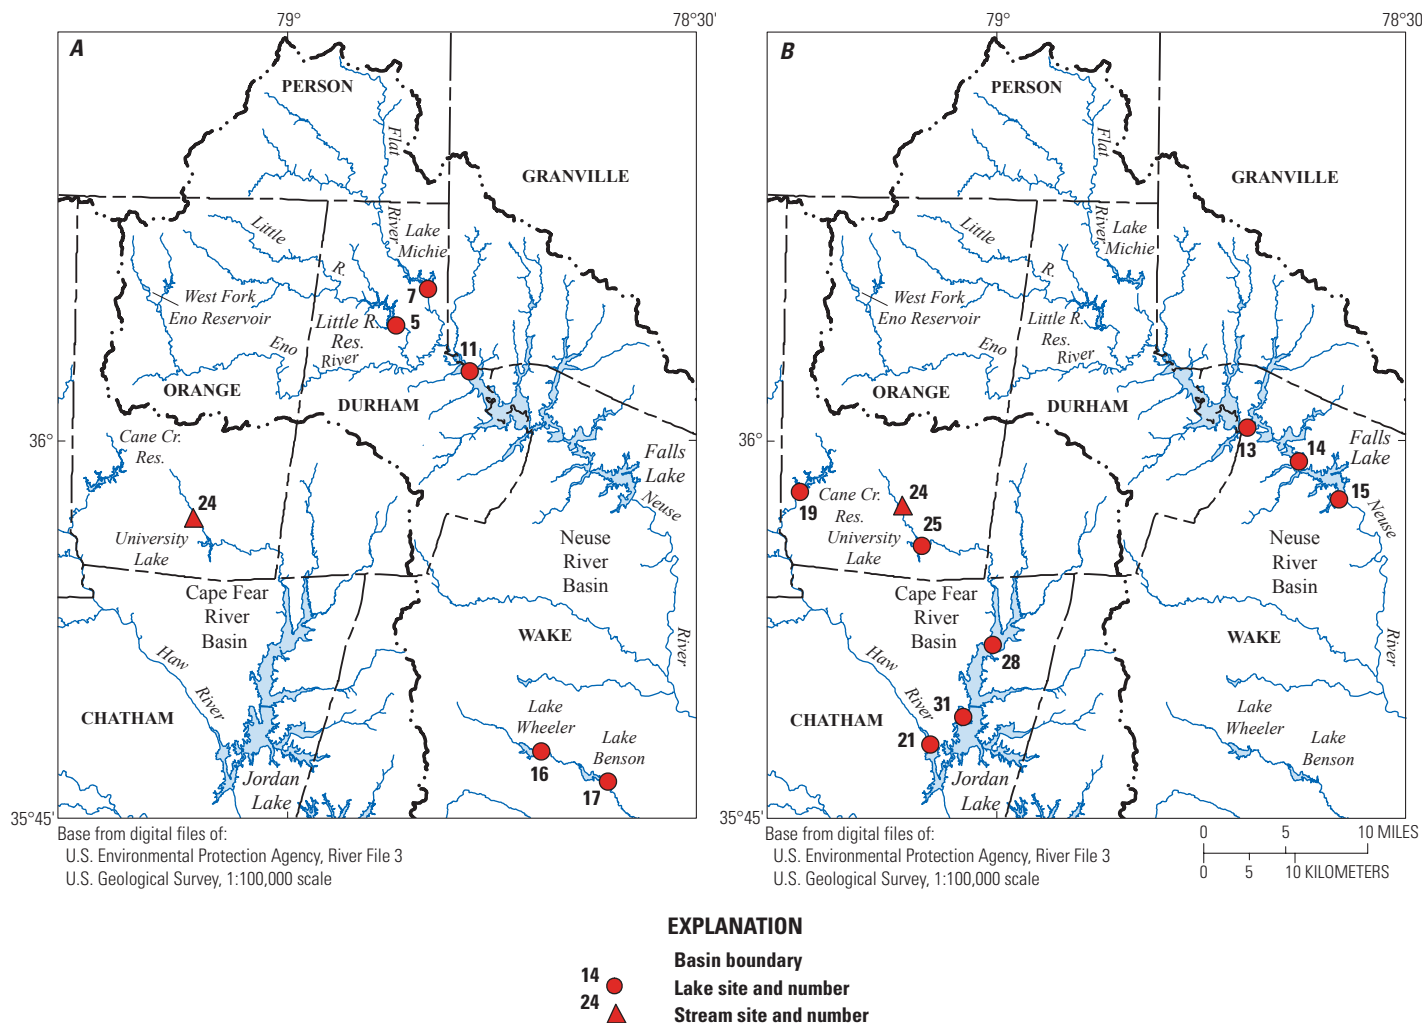 79°
78°30'
A
PERSON
Flat
River
GRANVILLE
Little
R.
Lake
Michie
West Fork
Eno Reservoir
7
5
Little R.
Res.
River
Eno
11
ORANGE
DURHAM
36°
Cane Cr.
Res.
Falls
Lake
Neuse
24
University
Lake
Neuse
River
Basin
Cape Fear
River
Basin
WAKE
River
Haw
River
CHATHAM
Lake
Wheeler
Lake
Benson
16
17
Jordan
Lake
35°45'
Base from digital files of:
U.S. Environmental Protection Agency, River File 3
U.S. Geological Survey, 1:100,000 scale
79°
78°30
B
PERSON
Flat
River
GRANVILLE
Little
R.
Lake
Michie
West Fork
Eno Reservoir
Little R.
Res.
River
Eno
ORANGE
DURHAM
36°
13
14
Falls
Lake
15
Neuse
19
Cane Cr.
Res.
24
25
University
Lake
Neuse
River
Basin
Cape Fear
River
Basin
WAKE
River
28
Haw
River
31
21
CHATHAM
Lake
Wheeler
Lake
Benson
Jordan
Lake
35°45'
Base from digital files of:
U.S. Environmental Protection Agency, River File 3
U.S. Geological Survey, 1:100,000 scale
0 5 10 MILES
0 5 10 KILOMETERS
EXPLANATION
Basin boundary
14 Lake site and number
24 Stream site and number